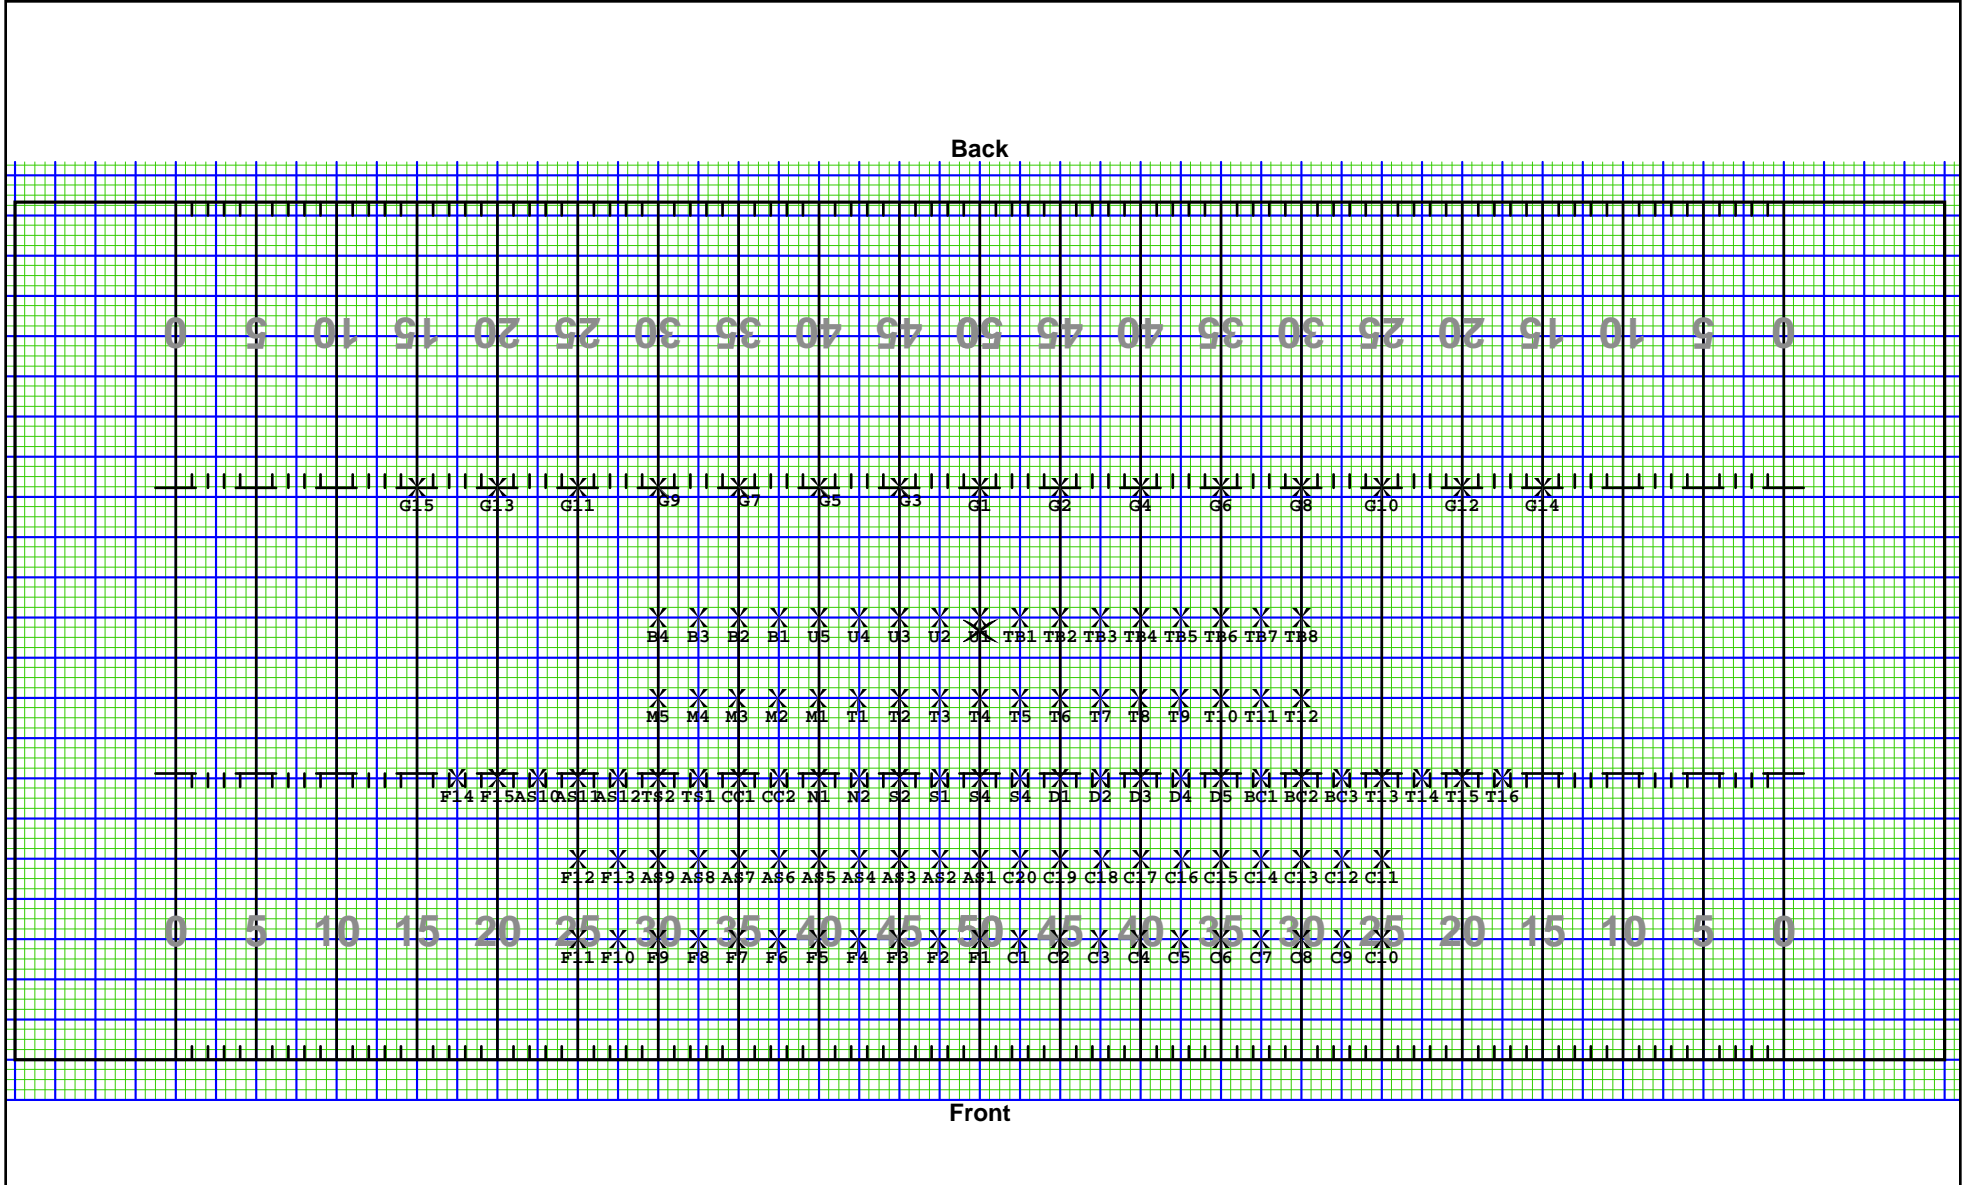 Back
0 5 10 15 20 25 30 35 40 45 50 45 40 35 30 25 20 15 10 5 0
G15 G13 G11 G9 G7 G5 G3 G1 G2 G4 G6 G8 G10 G12 G14
B4 B3 B2 B1 U5 U4 U3 U2 U1 TB1 TB2 TB3 TB4 TB5 TB6 TB7 TB8
M5 M4 M3 M2 M1 T1 T2 T3 T4 T5 T6 T7 T8 T9 T10 T11 T12
F14 F15 AS10 AS11 AS12 TS2 TS1 CC1 CC2 N1 N2 S2 S1 S4 S4 D1 D2 D3 D4 D5 BC1 BC2 BC3 T13 T14 T15 T16
F12 F13 AS9 AS8 AS7 AS6 AS5 AS4 AS3 AS2 AS1 C20 C19 C18 C17 C16 C15 C14 C13 C12 C11
0 5 10 15 20 25 30 35 40 45 50 45 40 35 30 25 20 15 10 5 0
F11 F10 F9 F8 F7 F6 F5 F4 F3 F2 F1 C1 C2 C3 C4 C5 C6 C7 C8 C9 C10
Front